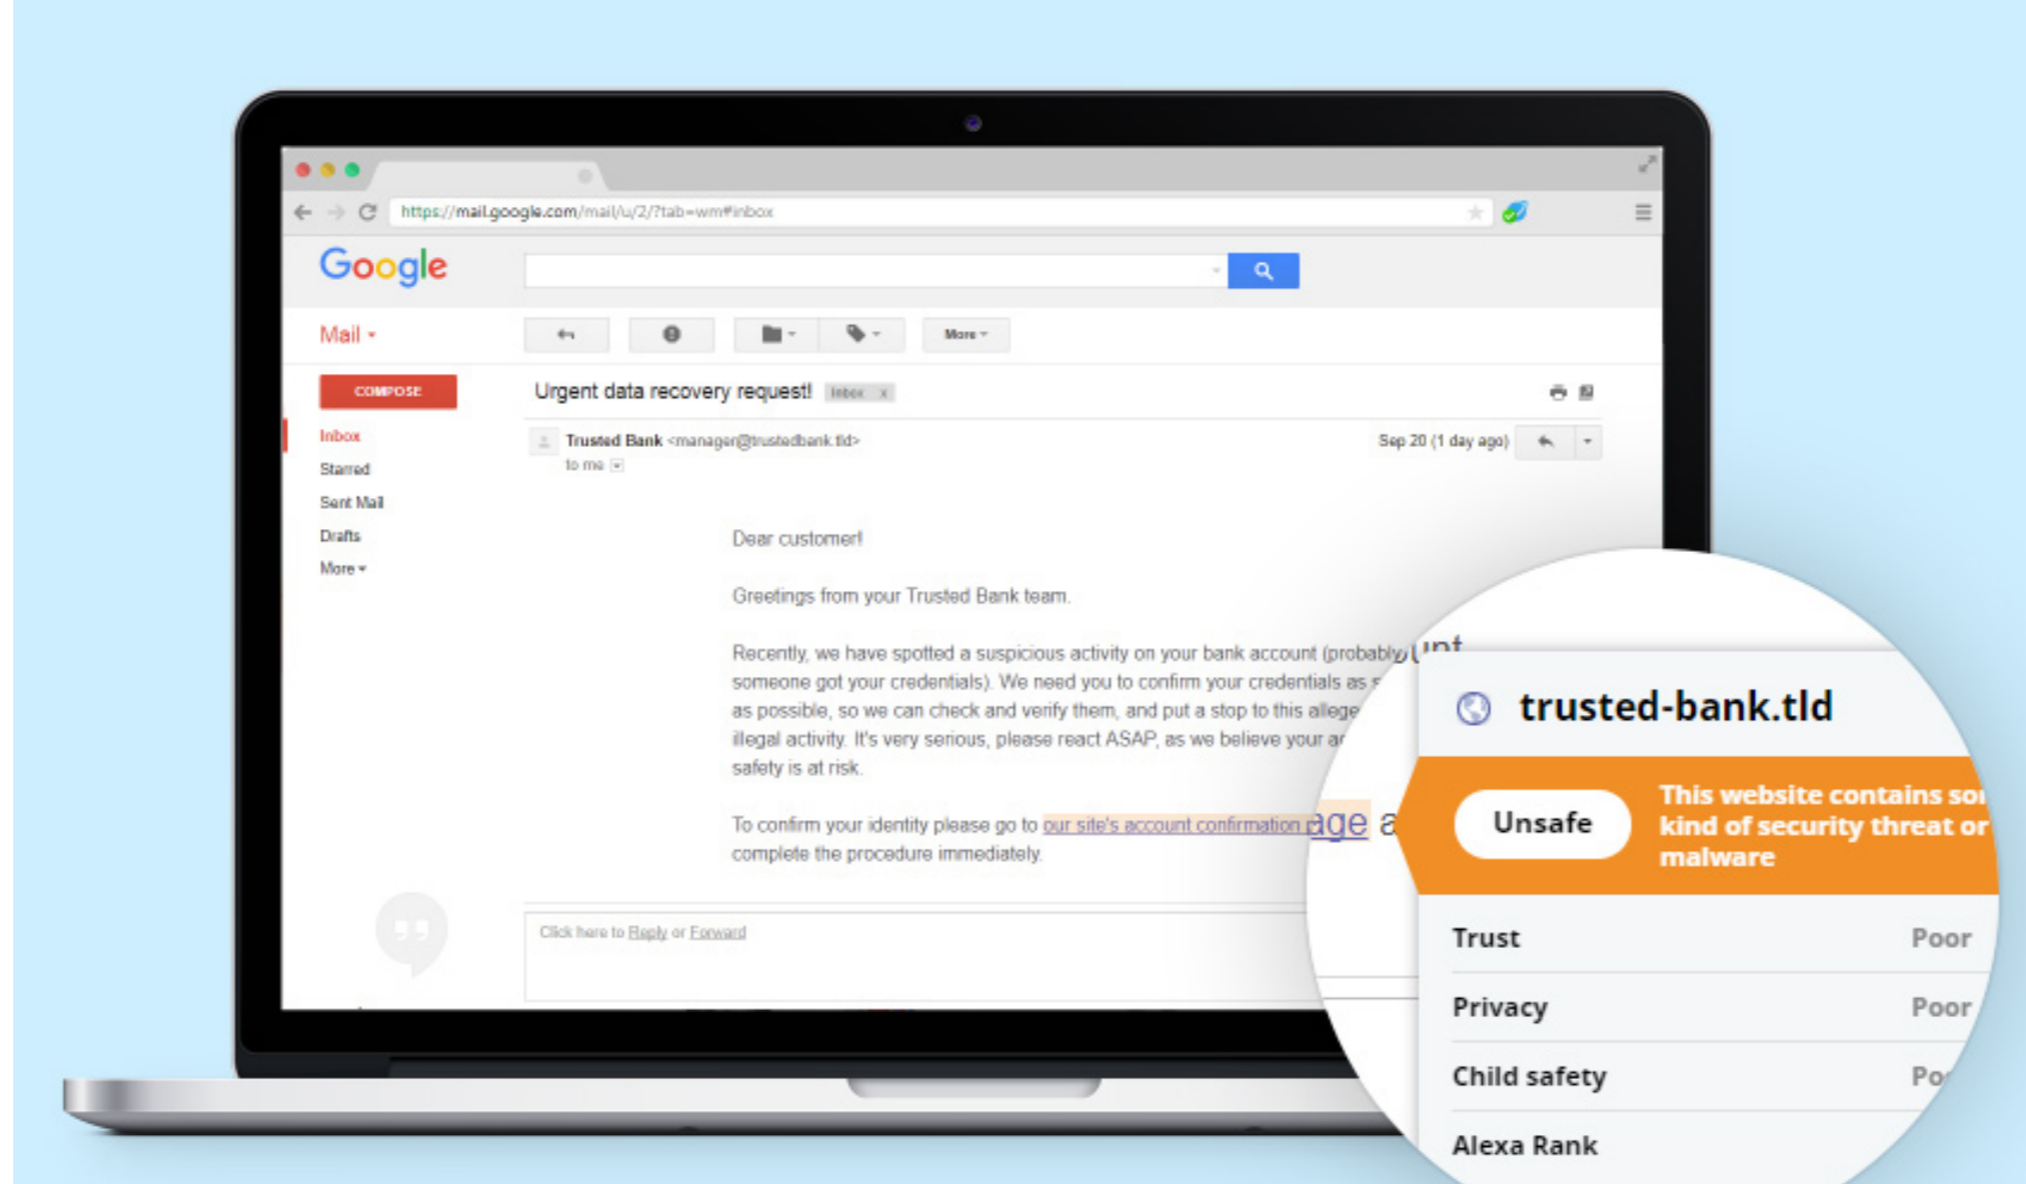 https://mail.google.com/mail/u/2/?tab=wm#inbox
Google
Mail
More
COMPOSE
Urgent data recovery request! Inbox x
Inbox
Trusted Bank <manager@trustedbank.tld>
Sep 20 (1 day ago)
to me
Starred
Sent Mail
Drafts
More
Dear customer!
Greetings from your Trusted Bank team.
Recently, we have spotted a suspicious activity on your bank account (probably
someone got your credentials). We need you to confirm your credentials as s
as possible, so we can check and verify them, and put a stop to this allege
illegal activity. It's very serious, please react ASAP, as we believe your ac
safety is at risk.
To confirm your identity please go to our site's account confirmation page a
complete the procedure immediately.
Click here to Reply or Forward
trusted-bank.tld
Unsafe
This website contains so
kind of security threat or
malware
Trust Poor
Privacy Poor
Child safety Po
Alexa Rank